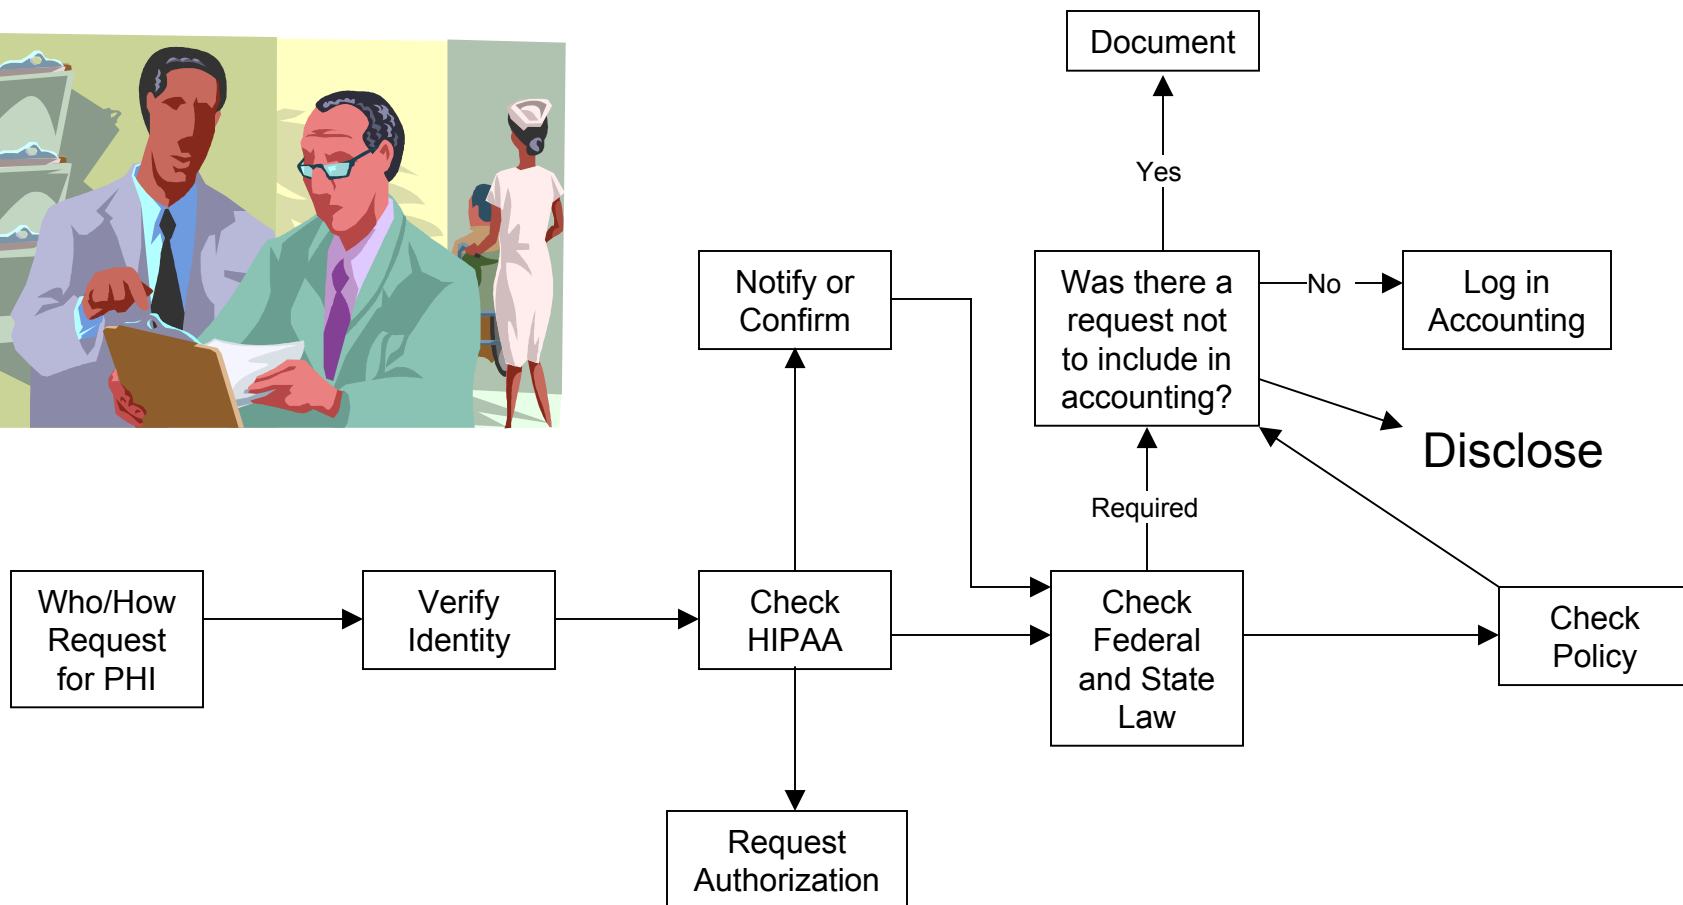 Document
Yes
Notify or
Confirm
Was there a
request not
to include in
accounting?
No
Log in
Accounting
Disclose
Required
Who/How
Request
for PHI
Verify
Identity
Check
HIPAA
Check
Federal
and State
Law
Check
Policy
Request
Authorization